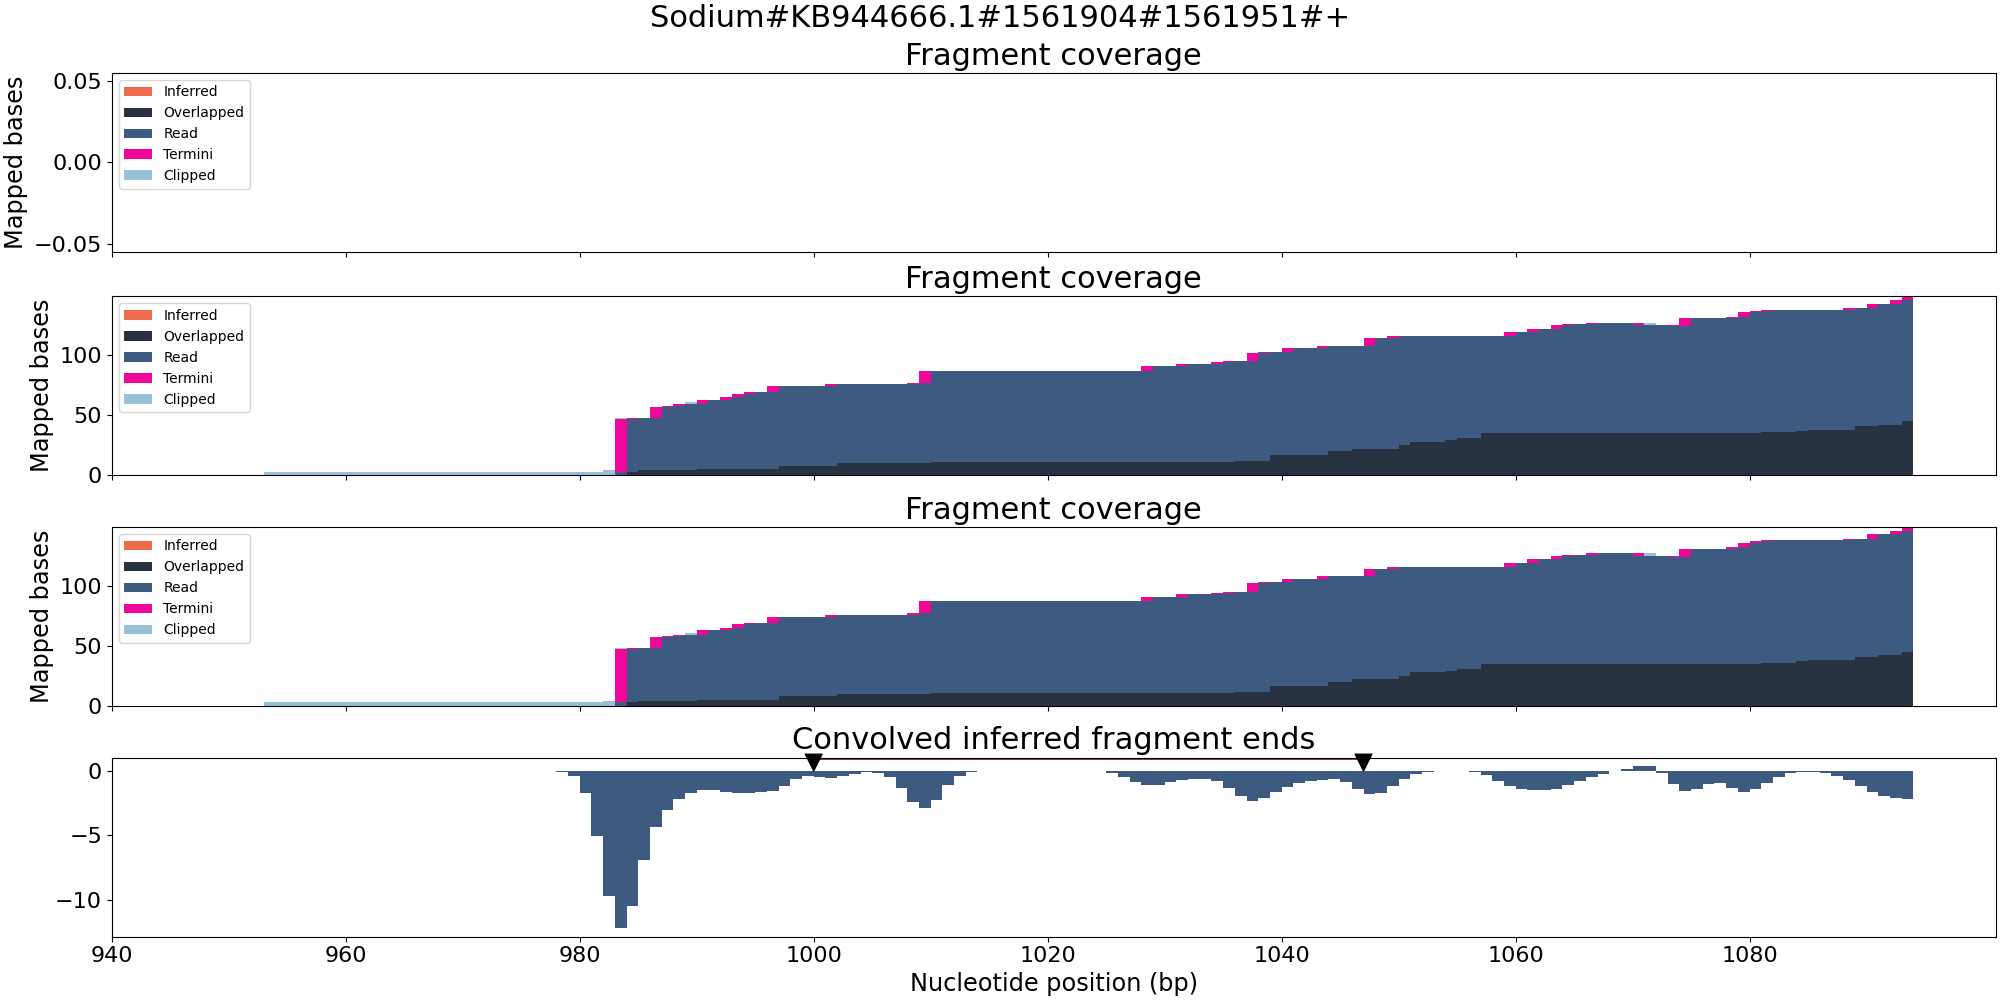 Sodium#KB944666.1#1561904#1561951#+
Fragment coverage
Mapped bases
0.05
0.00
−0.05
Inferred
Overlapped
Read
Termini
Clipped
Fragment coverage
Mapped bases
100
50
0
Inferred
Overlapped
Read
Termini
Clipped
Fragment coverage
Mapped bases
100
50
0
Inferred
Overlapped
Read
Termini
Clipped
Convolved inferred fragment ends
0
−5
−10
940 960 980 1000 1020 1040 1060 1080
Nucleotide position (bp)